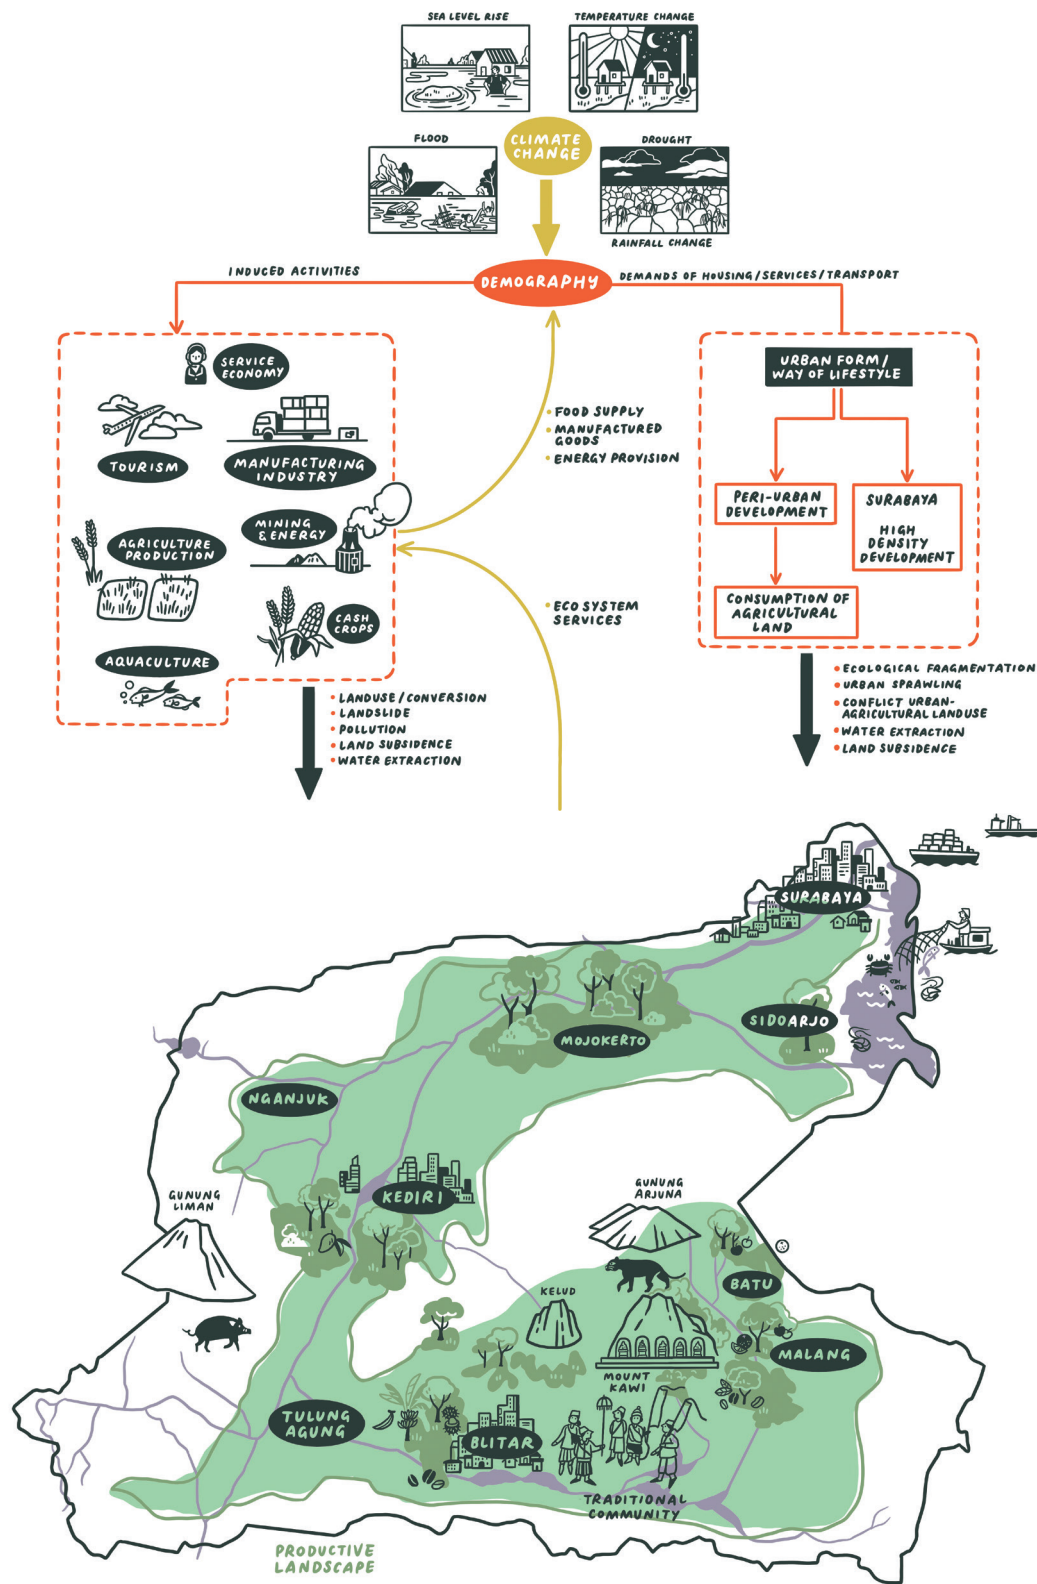 SEA LEVEL RISE
TEMPERATURE CHANGE
CLIMATE
CHANGE
FLOOD
DROUGHT
RAINFALL CHANGE
INDUCED ACTIVITIES
DEMOGRAPHY
DEMANDS OF HOUSING/SERVICES/TRANSPORT
SERVICE
ECONOMY
TOURISM
MANUFACTURING
INDUSTRY
MINING
& ENERGY
AGRICULTURE
PRODUCTION
CASH
CROPS
AQUACULTURE
• FOOD SUPPLY
• MANUFACTURED
GOODS
• ENERGY PROVISION
• ECO SYSTEM
SERVICES
URBAN FORM/
WAY OF LIFESTYLE
PERI-URBAN
DEVELOPMENT
SURABAYA
HIGH
DENSITY
DEVELOPMENT
CONSUMPTION OF
AGRICULTURAL
LAND
• LANDUSE/CONVERSION
• LANDSLIDE
• POLLUTION
• LAND SUBSIDENCE
• WATER EXTRACTION
• ECOLOGICAL FRAGMENTATION
• URBAN SPRAWLING
• CONFLICT URBAN-
AGRICULTURAL LANDUSE
• WATER EXTRACTION
• LAND SUBSIDENCE
SURABAYA
SIDOARJO
MOJOKERTO
NGANJUK
KEDIRI
GUNUNG
LIMAN
GUNUNG
ARJUNA
BATU
KELUD
MALANG
MOUNT
KAWI
TULUNG
AGUNG
BLITAR
TRADITIONAL
COMMUNITY
PRODUCTIVE
LANDSCAPE